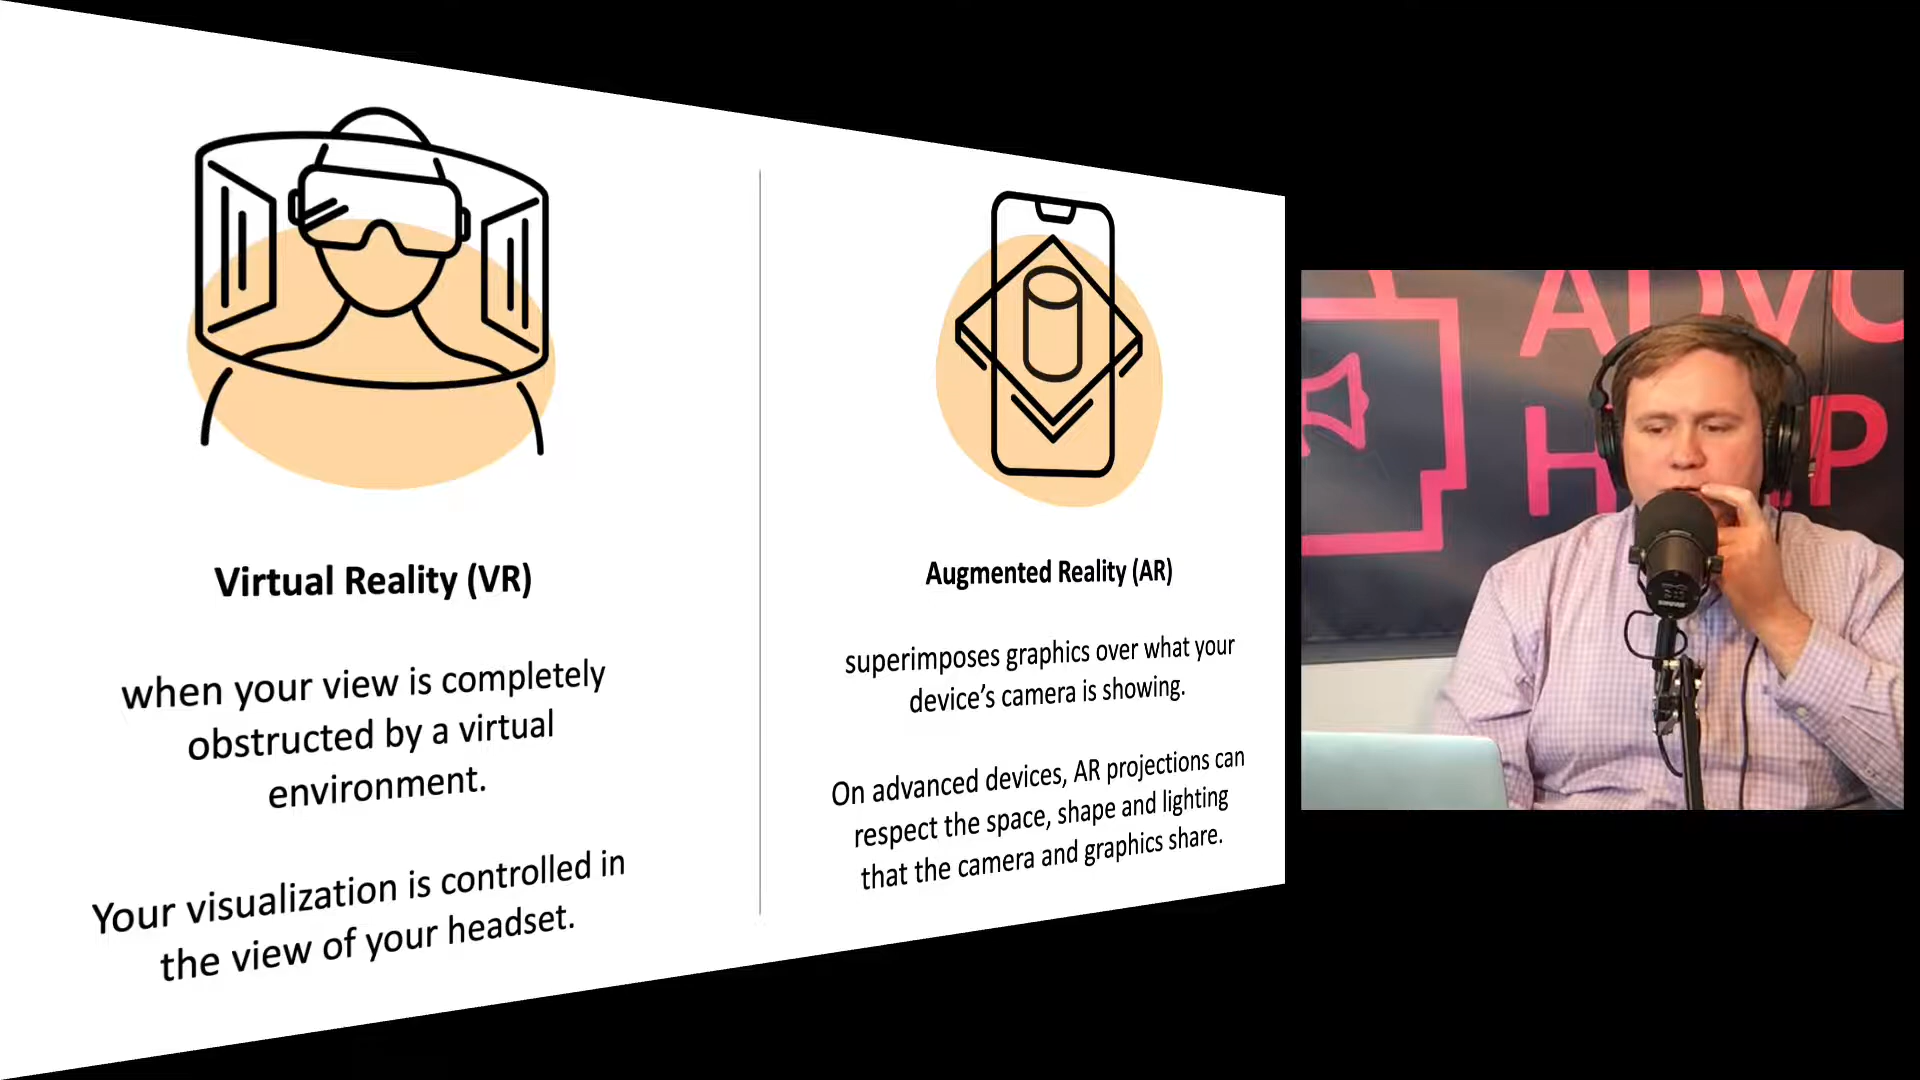 Virtual Reality (VR)
when your view is completely
obstructed by a virtual
environment.
Your visualization is controlled in
the view of your headset.
Augmented Reality (AR)
superimposes graphics over what your
device's camera is showing.
On advanced devices, AR projections can
respect the space, shape and lighting
that the camera and graphics share.